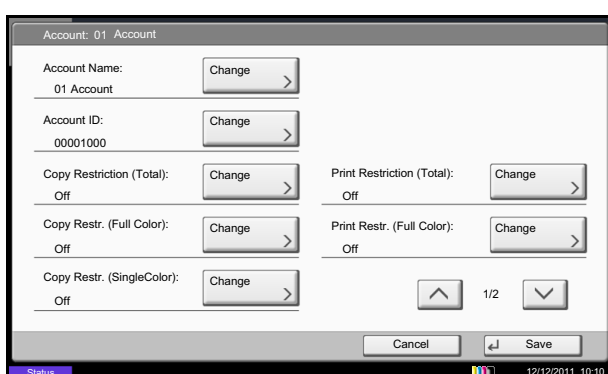 Account: 01 Account
Account Name:
01 Account
Change
Account ID:
00001000
Change
Copy Restriction (Total):
Off
Change
Print Restriction (Total):
Off
Change
Copy Restr. (Full Color):
Off
Change
Print Restr. (Full Color):
Off
Change
Copy Restr. (SingleColor):
Off
Change
1/2
Cancel
Save
Status
12/12/2011 10:10